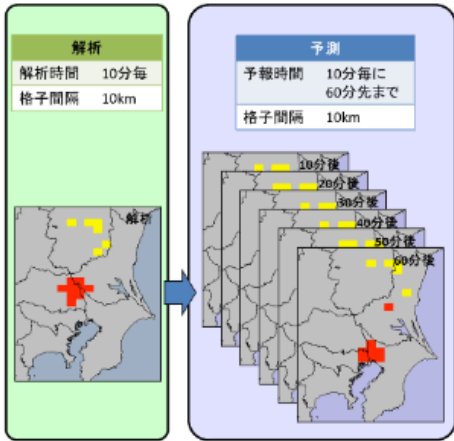 解析
解析時間 10分毎
格子間隔 10km
解析
予測
予報時間 10分毎に
60分先まで
格子間隔 10km
10分後
20分後
30分後
40分後
50分後
60分後